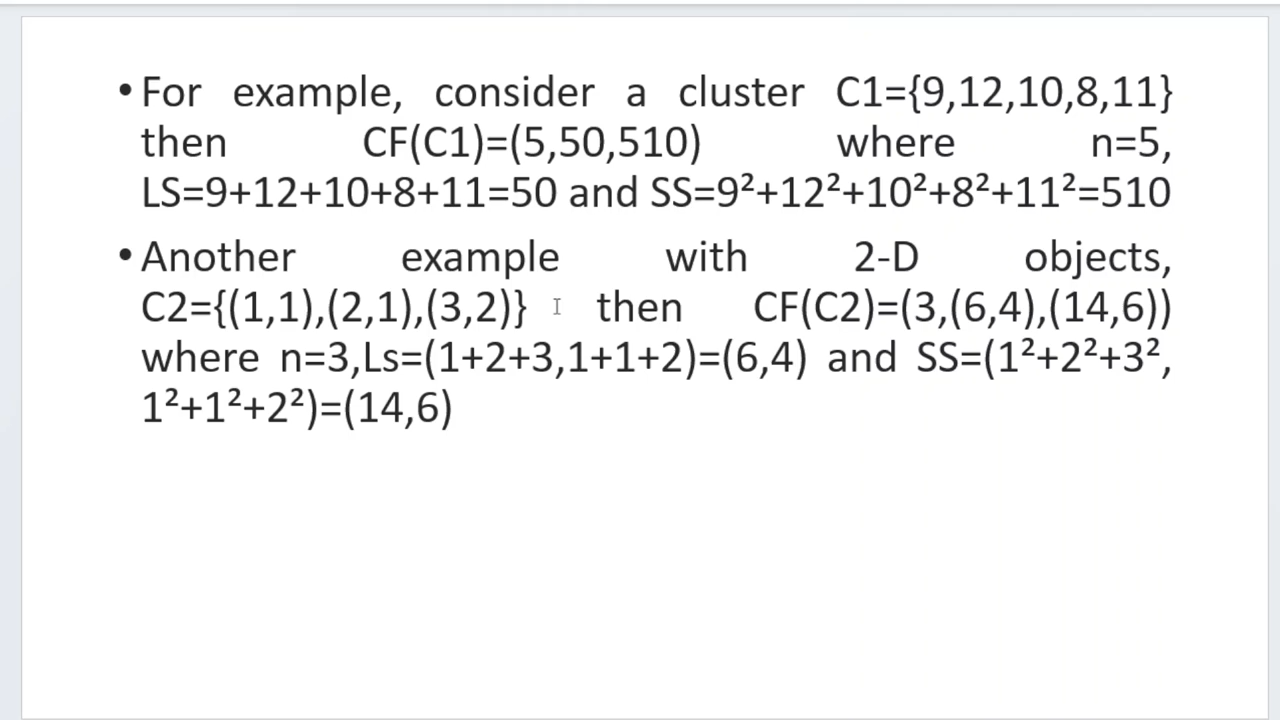 •For example, consider a cluster C1={9,12,10,8,11}
then CF(C1)=(5,50,510) where n=5,
LS=9+12+10+8+11=50 and SS=9²+12²+10²+8²+11²=510
•Another example with 2-D objects,
C2={(1,1),(2,1),(3,2)} then CF(C2)=(3,(6,4),(14,6))
where n=3,Ls=(1+2+3,1+1+2)=(6,4) and SS=(1²+2²+3²,
1²+1²+2²)=(14,6)